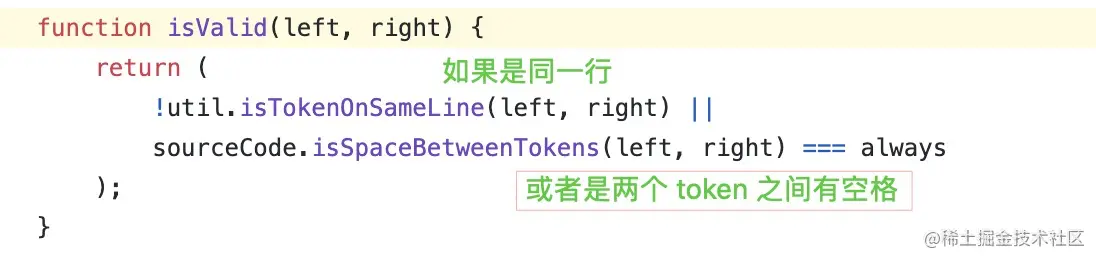 function isValid(left, right) {
return (
如果是同一行
!util.isTokenOnSameLine(left, right) ||
sourceCode.isSpaceBetweenTokens(left, right) === always
);
或者是两个 token 之间有空格
}
@稀土掘金技术社区